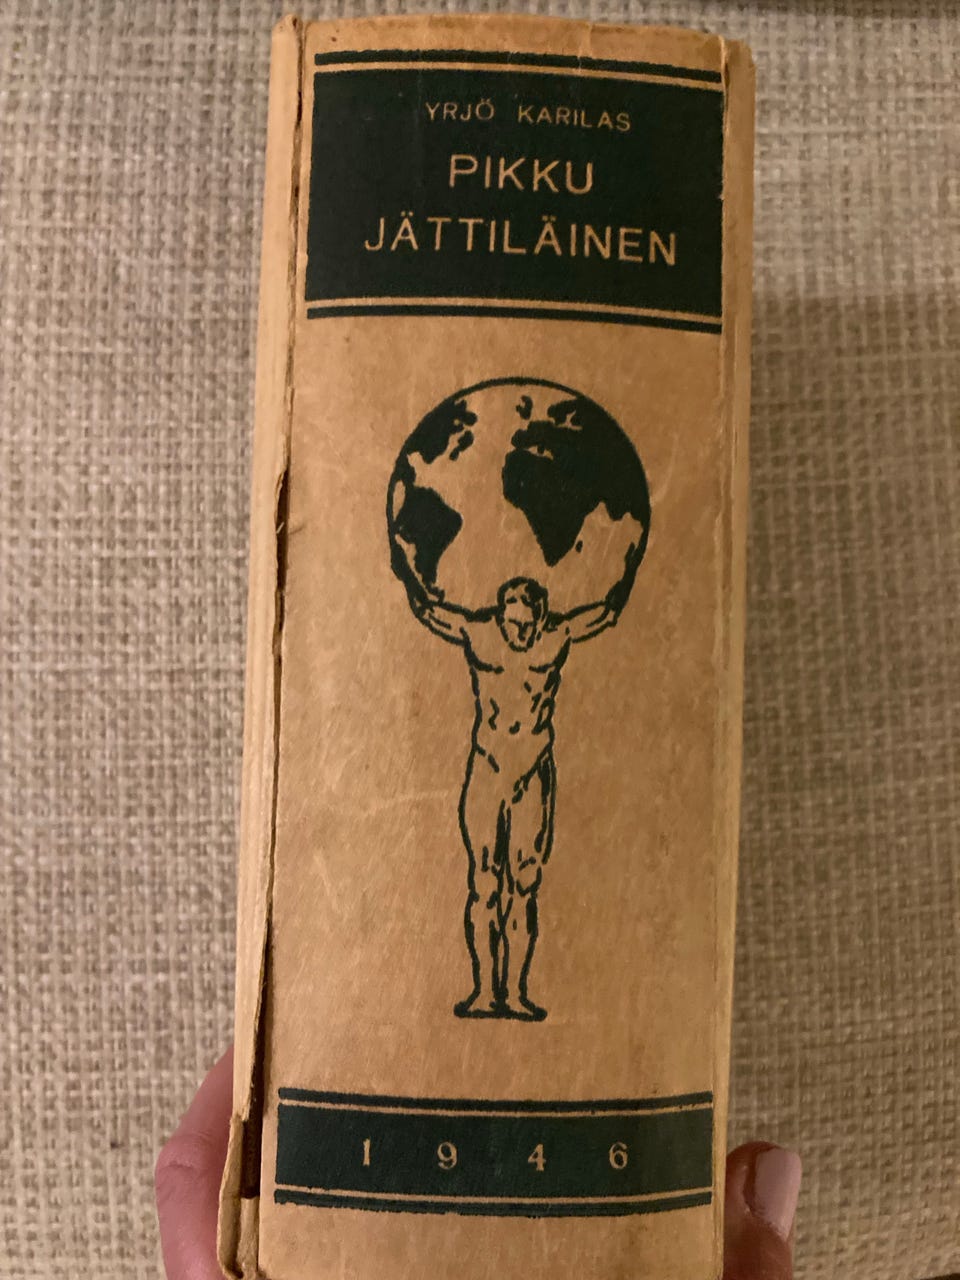 YRJÖ KARILAS
PIKKU
JÄTTILÄINEN
1946